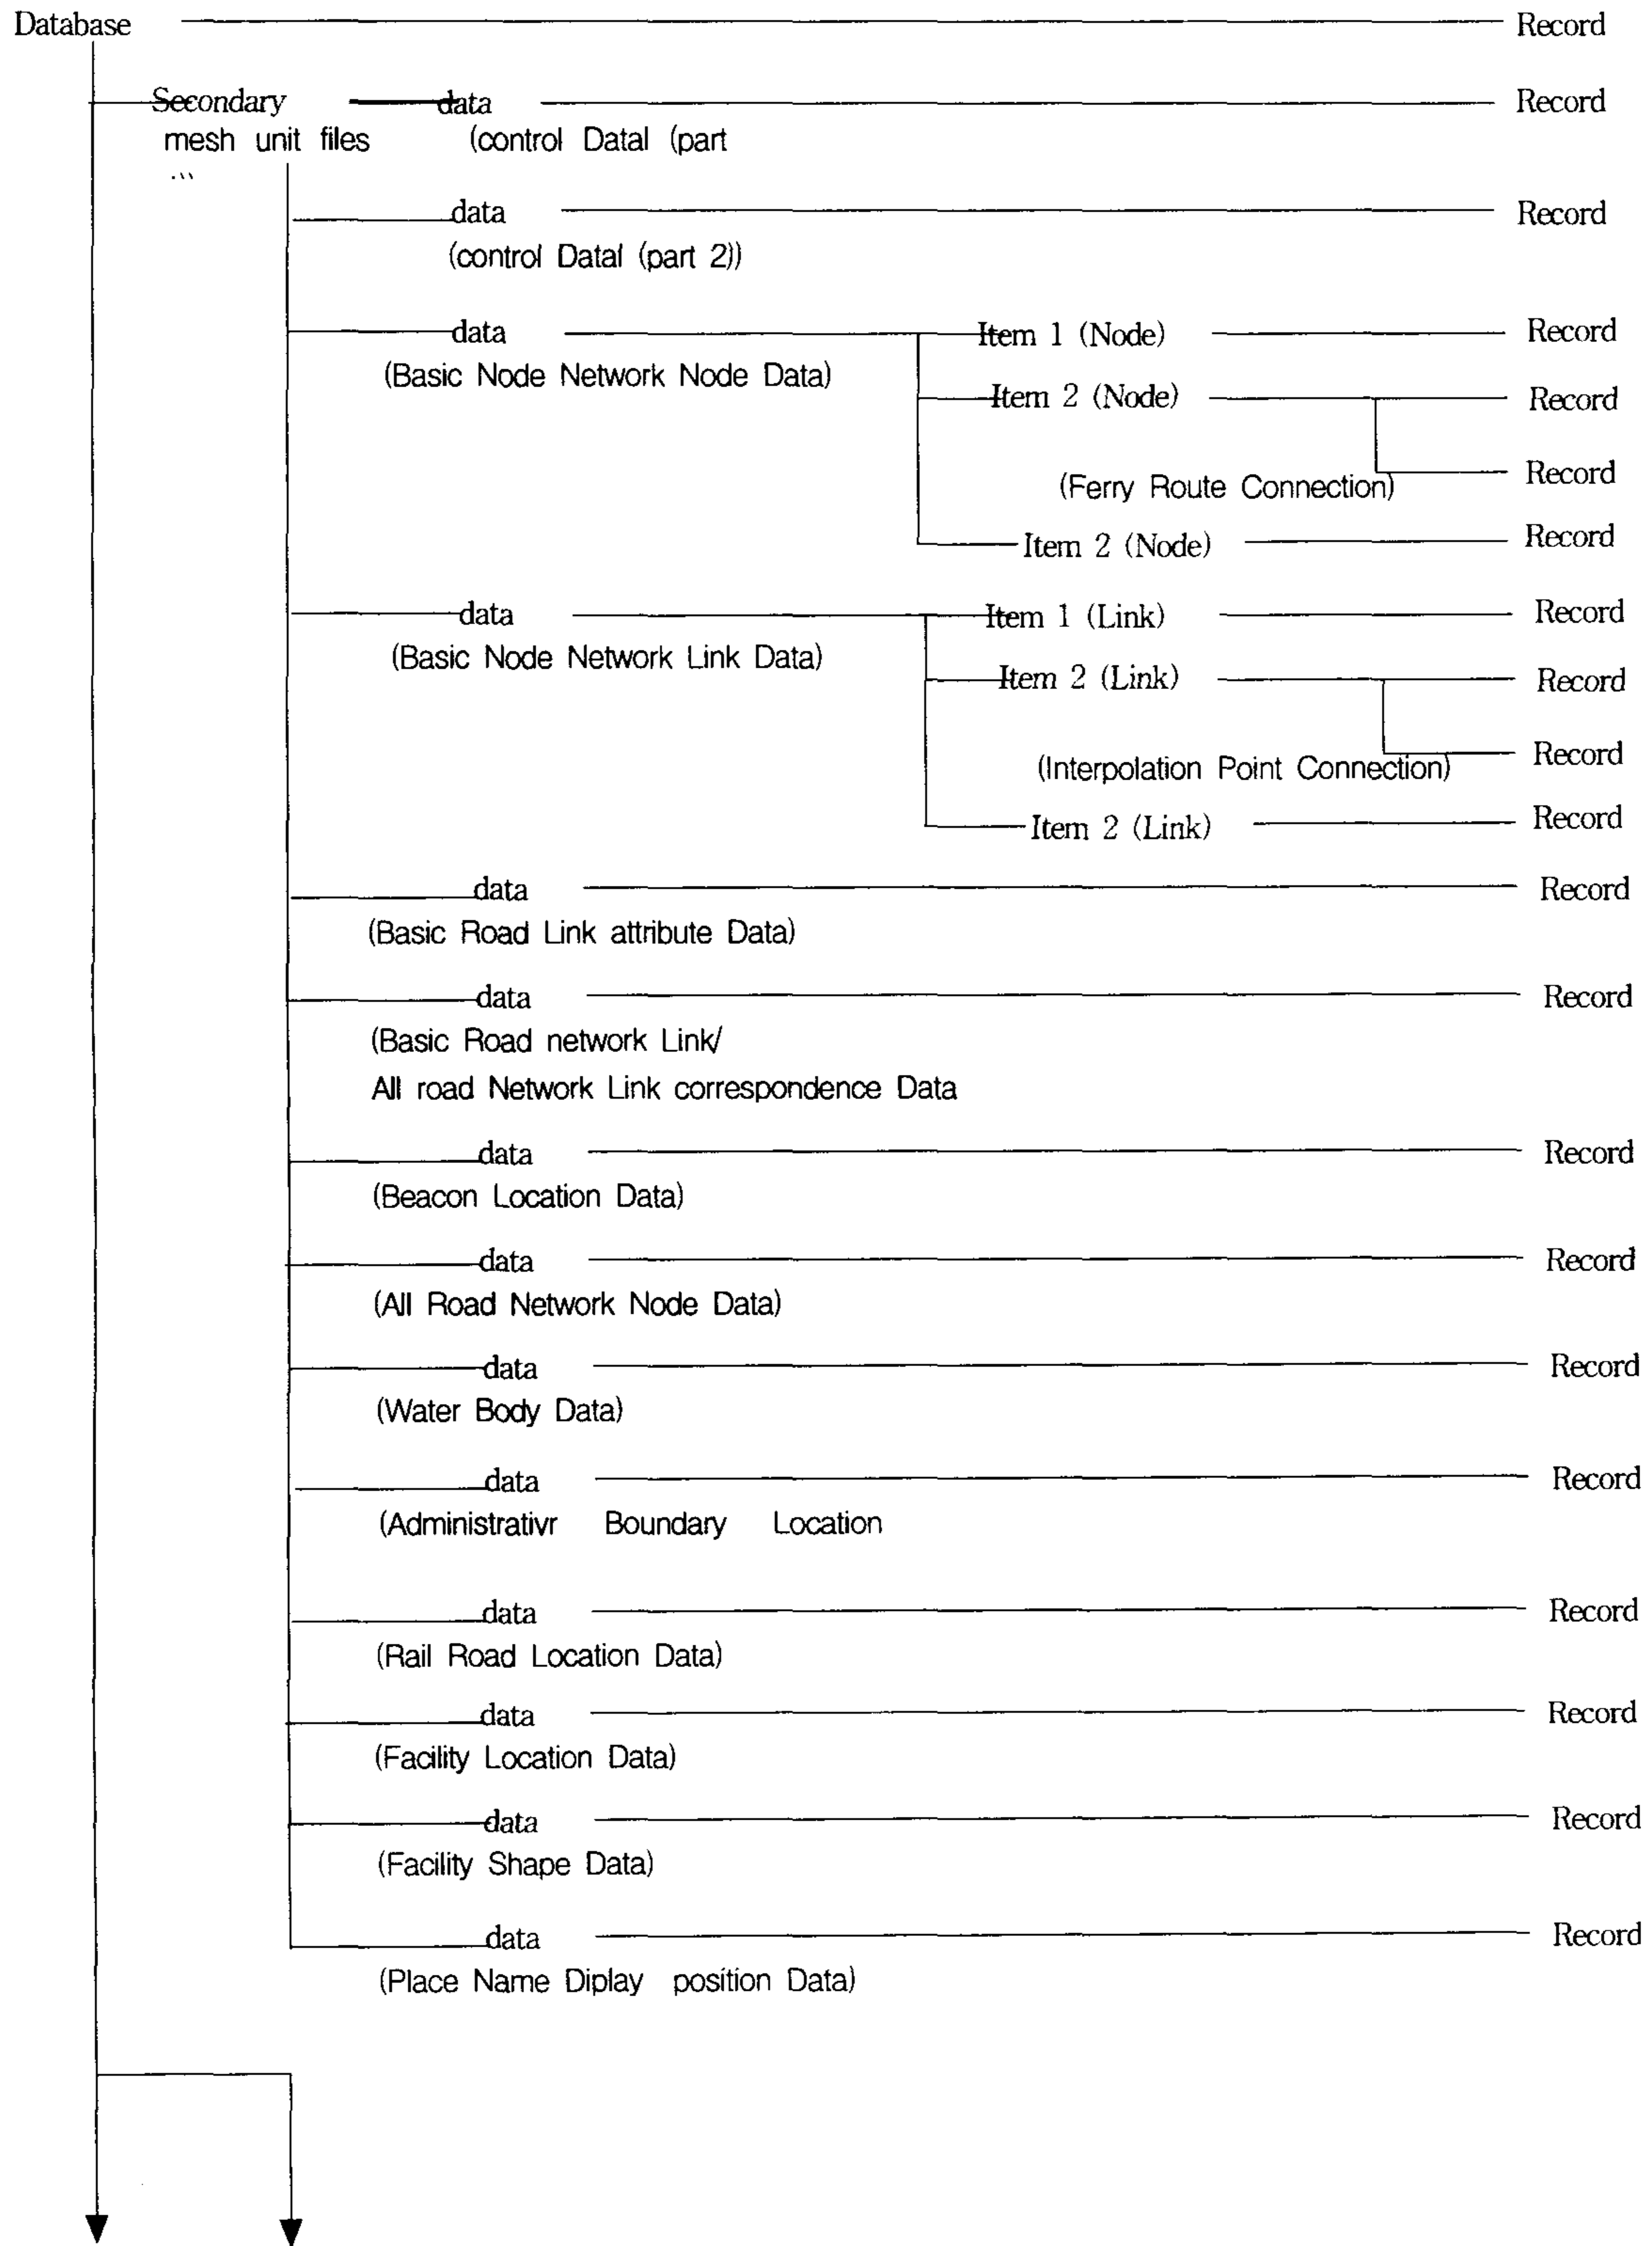 Database Record
Secondary data Record
mesh unit files (control Datal (part
data Record
(control Datal (part 2))
data Item 1 (Node) Record
(Basic Node Network Node Data)
Item 2 (Node) Record
(Ferry Route Connection) Record
Item 2 (Node) Record
data Item 1 (Link) Record
(Basic Node Network Link Data)
Item 2 (Link) Record
(Interpolation Point Connection) Record
Item 2 (Link) Record
data Record
(Basic Road Link attribute Data)
data Record
(Basic Road network Link/
All road Network Link correspondence Data
data Record
(Beacon Location Data)
data Record
(All Road Network Node Data)
data Record
(Water Body Data)
data Record
(Administrativr Boundary Location
data Record
(Rail Road Location Data)
data Record
(Facility Location Data)
data Record
(Facility Shape Data)
data Record
(Place Name Diplay position Data)